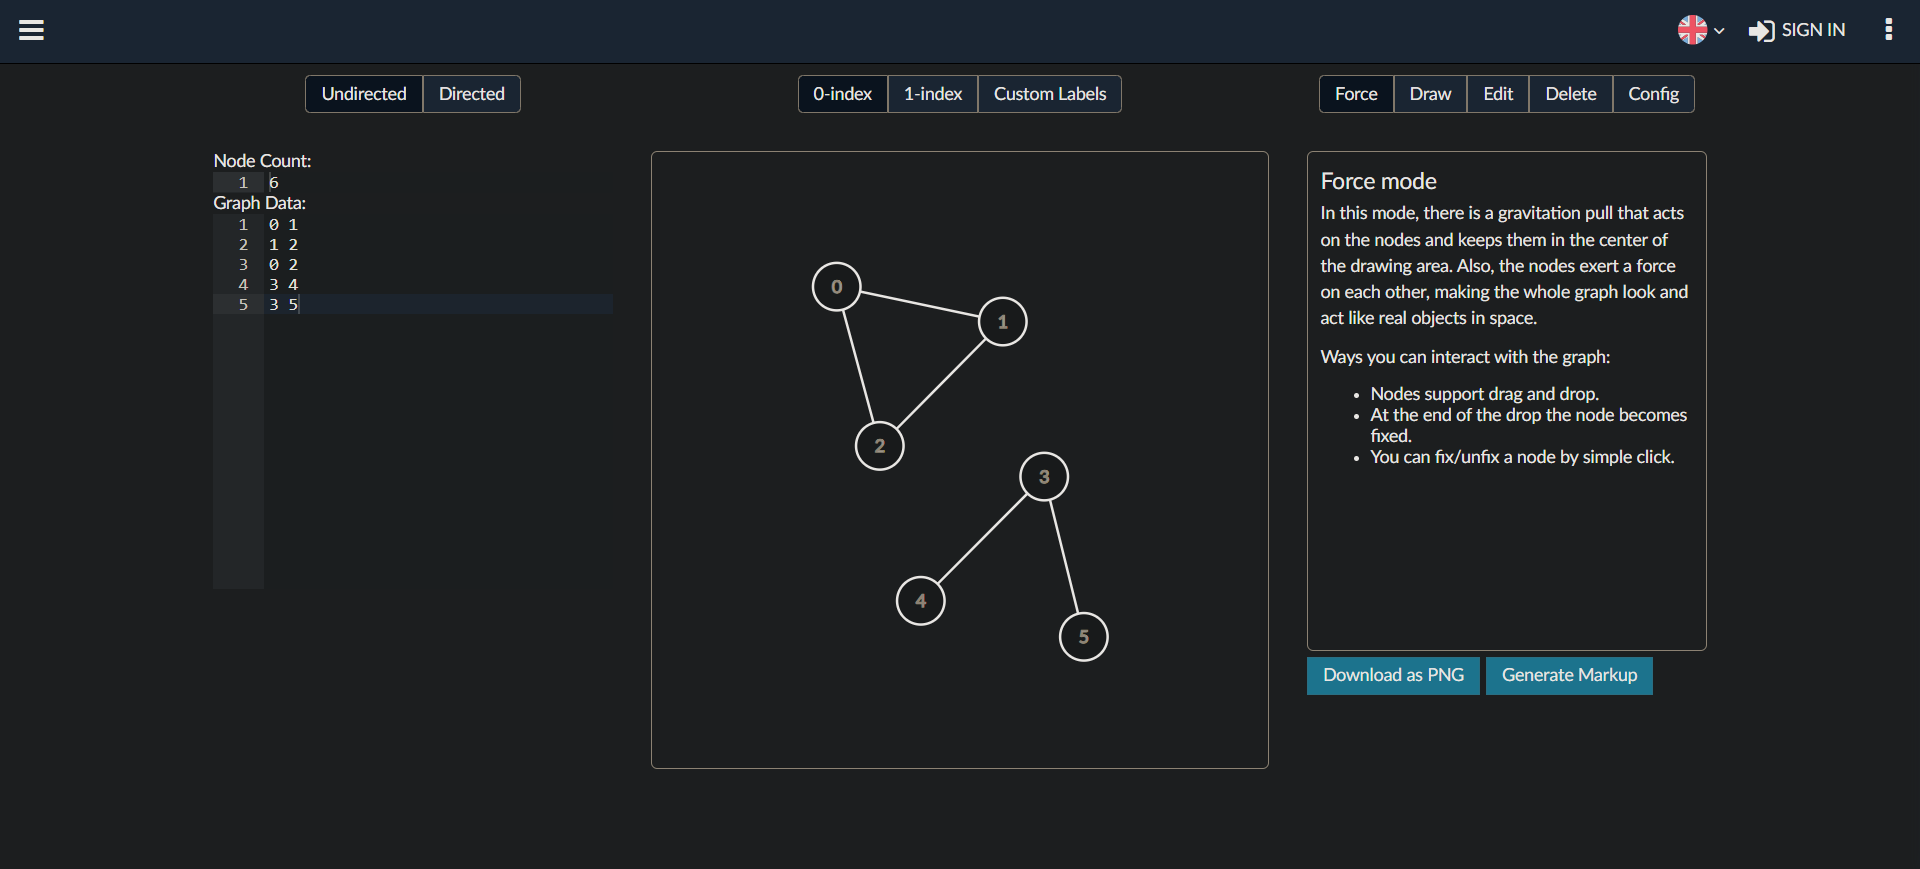 SIGN IN
Undirected Directed
0-index 1-index Custom Labels
Force Draw Edit Delete Config
Node Count:
1 6
Graph Data:
1 0 1
2 1 2
3 0 2
4 3 4
5 3 5
0
1
2
3
4
5
Force mode
In this mode, there is a gravitation pull that acts
on the nodes and keeps them in the center of
the drawing area. Also, the nodes exert a force
on each other, making the whole graph look and
act like real objects in space.
Ways you can interact with the graph:
• Nodes support drag and drop.
• At the end of the drop the node becomes
fixed.
• You can fix/unfix a node by simple click.
Download as PNG Generate Markup